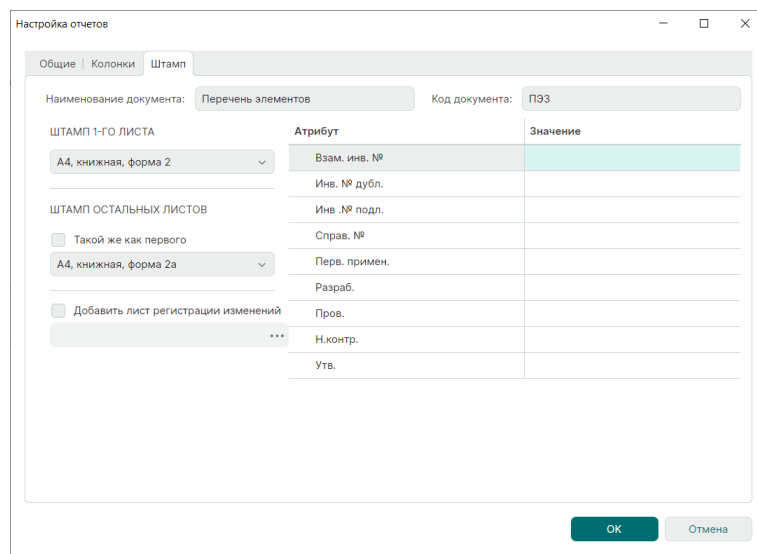 Настройка отчетов
Общие | Колонки Штамп
Наименование документа: Перечень элементов Код документа: ПЭ3
ШТАМП 1-ГО ЛИСТА
А4, книжная, форма 2
ШТАМП ОСТАЛЬНЫХ ЛИСТОВ
Такой же как первого
А4, книжная, форма 2а
Добавить лист регистрации изменений
...
Атрибут Значение
Взам. инв. №
Инв. № дубл.
Инв .№ подл.
Справ. №
Перв. примен.
Разраб.
Пров.
Н.контр.
Утв.
ОК Отмена